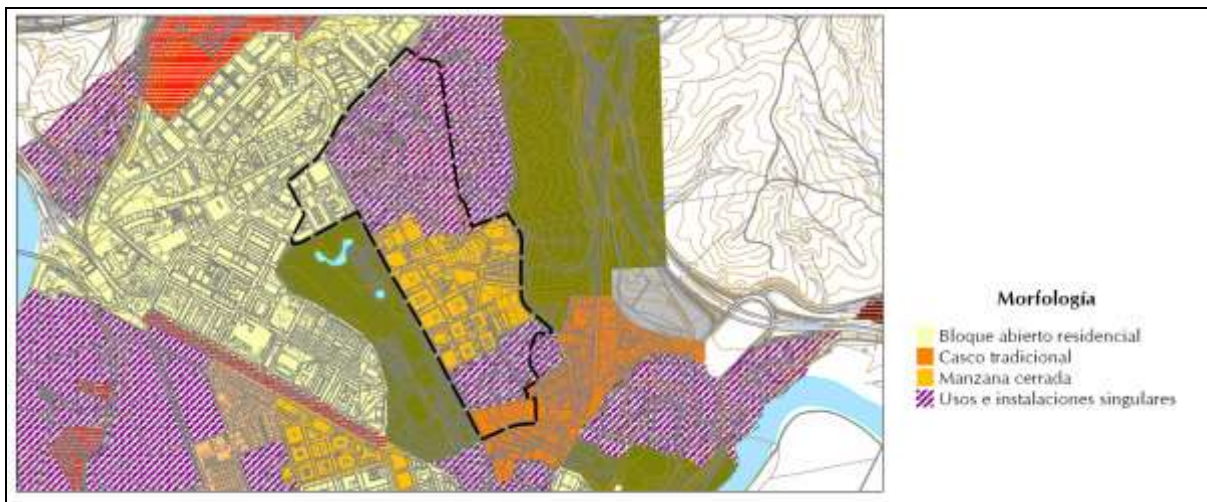 Morfología
Bloque abierto residencial
Casco tradicional
Manzana cerrada
Usos e instalaciones singulares